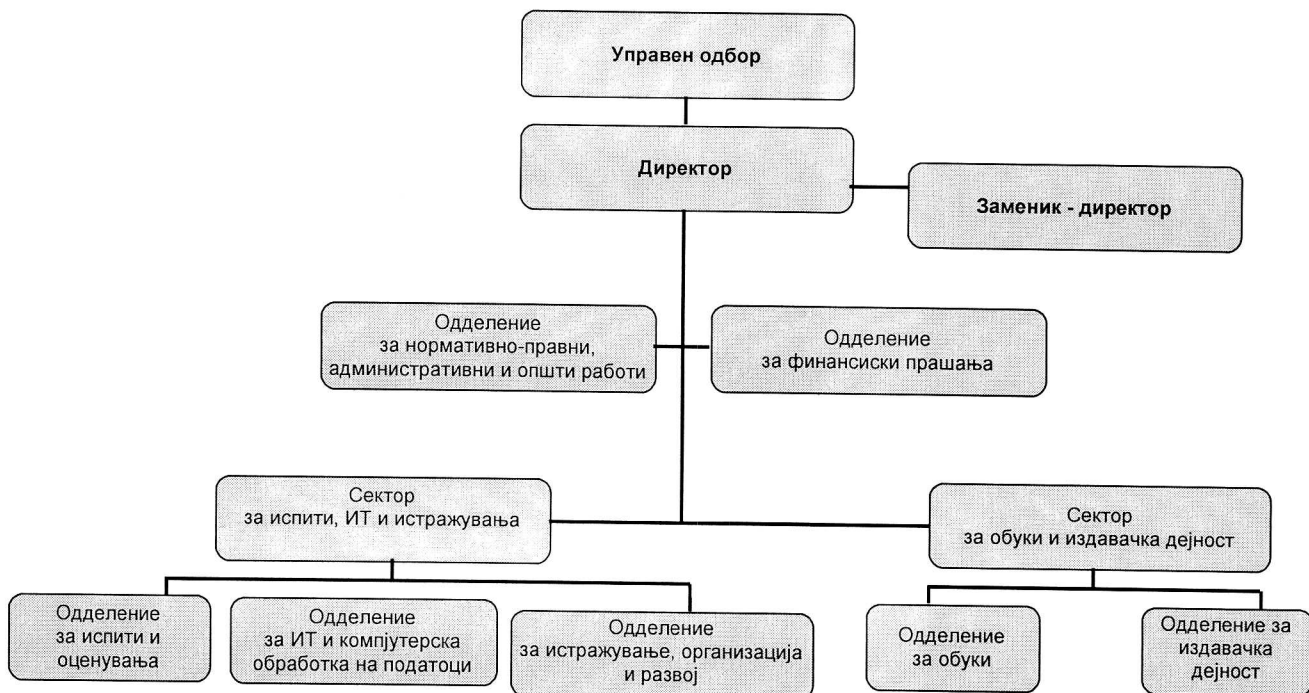 Управен одбор
Директор
Заменик - директор
Одделение
за нормативно-правни,
административни и општи работи
Одделение
за финансиски прашања
Сектор
за испити, ИТ и истражувања
Сектор
за обуки и издавачка дејност
Одделение
за испити и
оценувања
Одделение
за ИТ и компјутерска
обработка на податоци
Одделение
за истражување, организација
и развој
Одделение
за обуки
Одделение за
издавачка
дејност